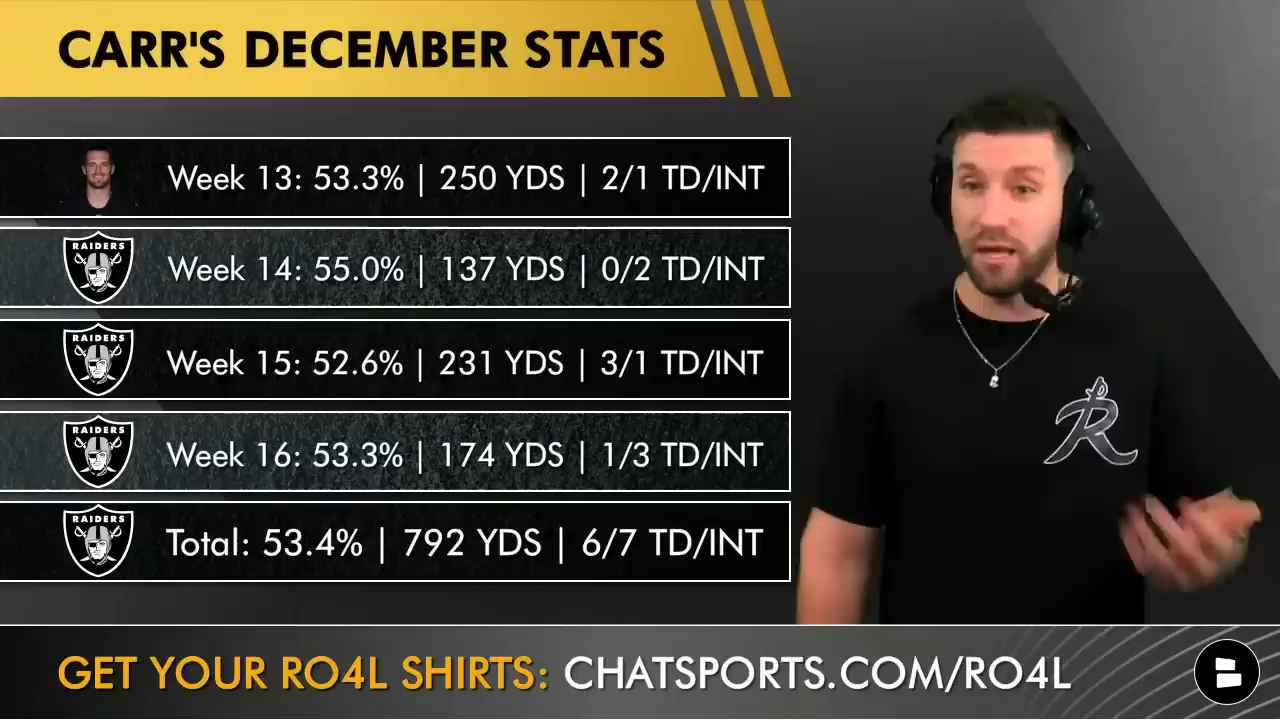 CARR'S DECEMBER STATS
Week 13: 53.3% | 250 YDS | 2/1 TD/INT
RAIDERS
Week 14: 55.0% | 137 YDS | 0/2 TD/INT
RAIDERS
Week 15: 52.6% | 231 YDS | 3/1 TD/INT
RAIDERS
Week 16: 53.3% | 174 YDS | 1/3 TD/INT
RAIDERS
Total: 53.4% | 792 YDS | 6/7 TD/INT
R
GET YOUR RO4L SHIRTS: CHATSPORTS.COM/RO4L